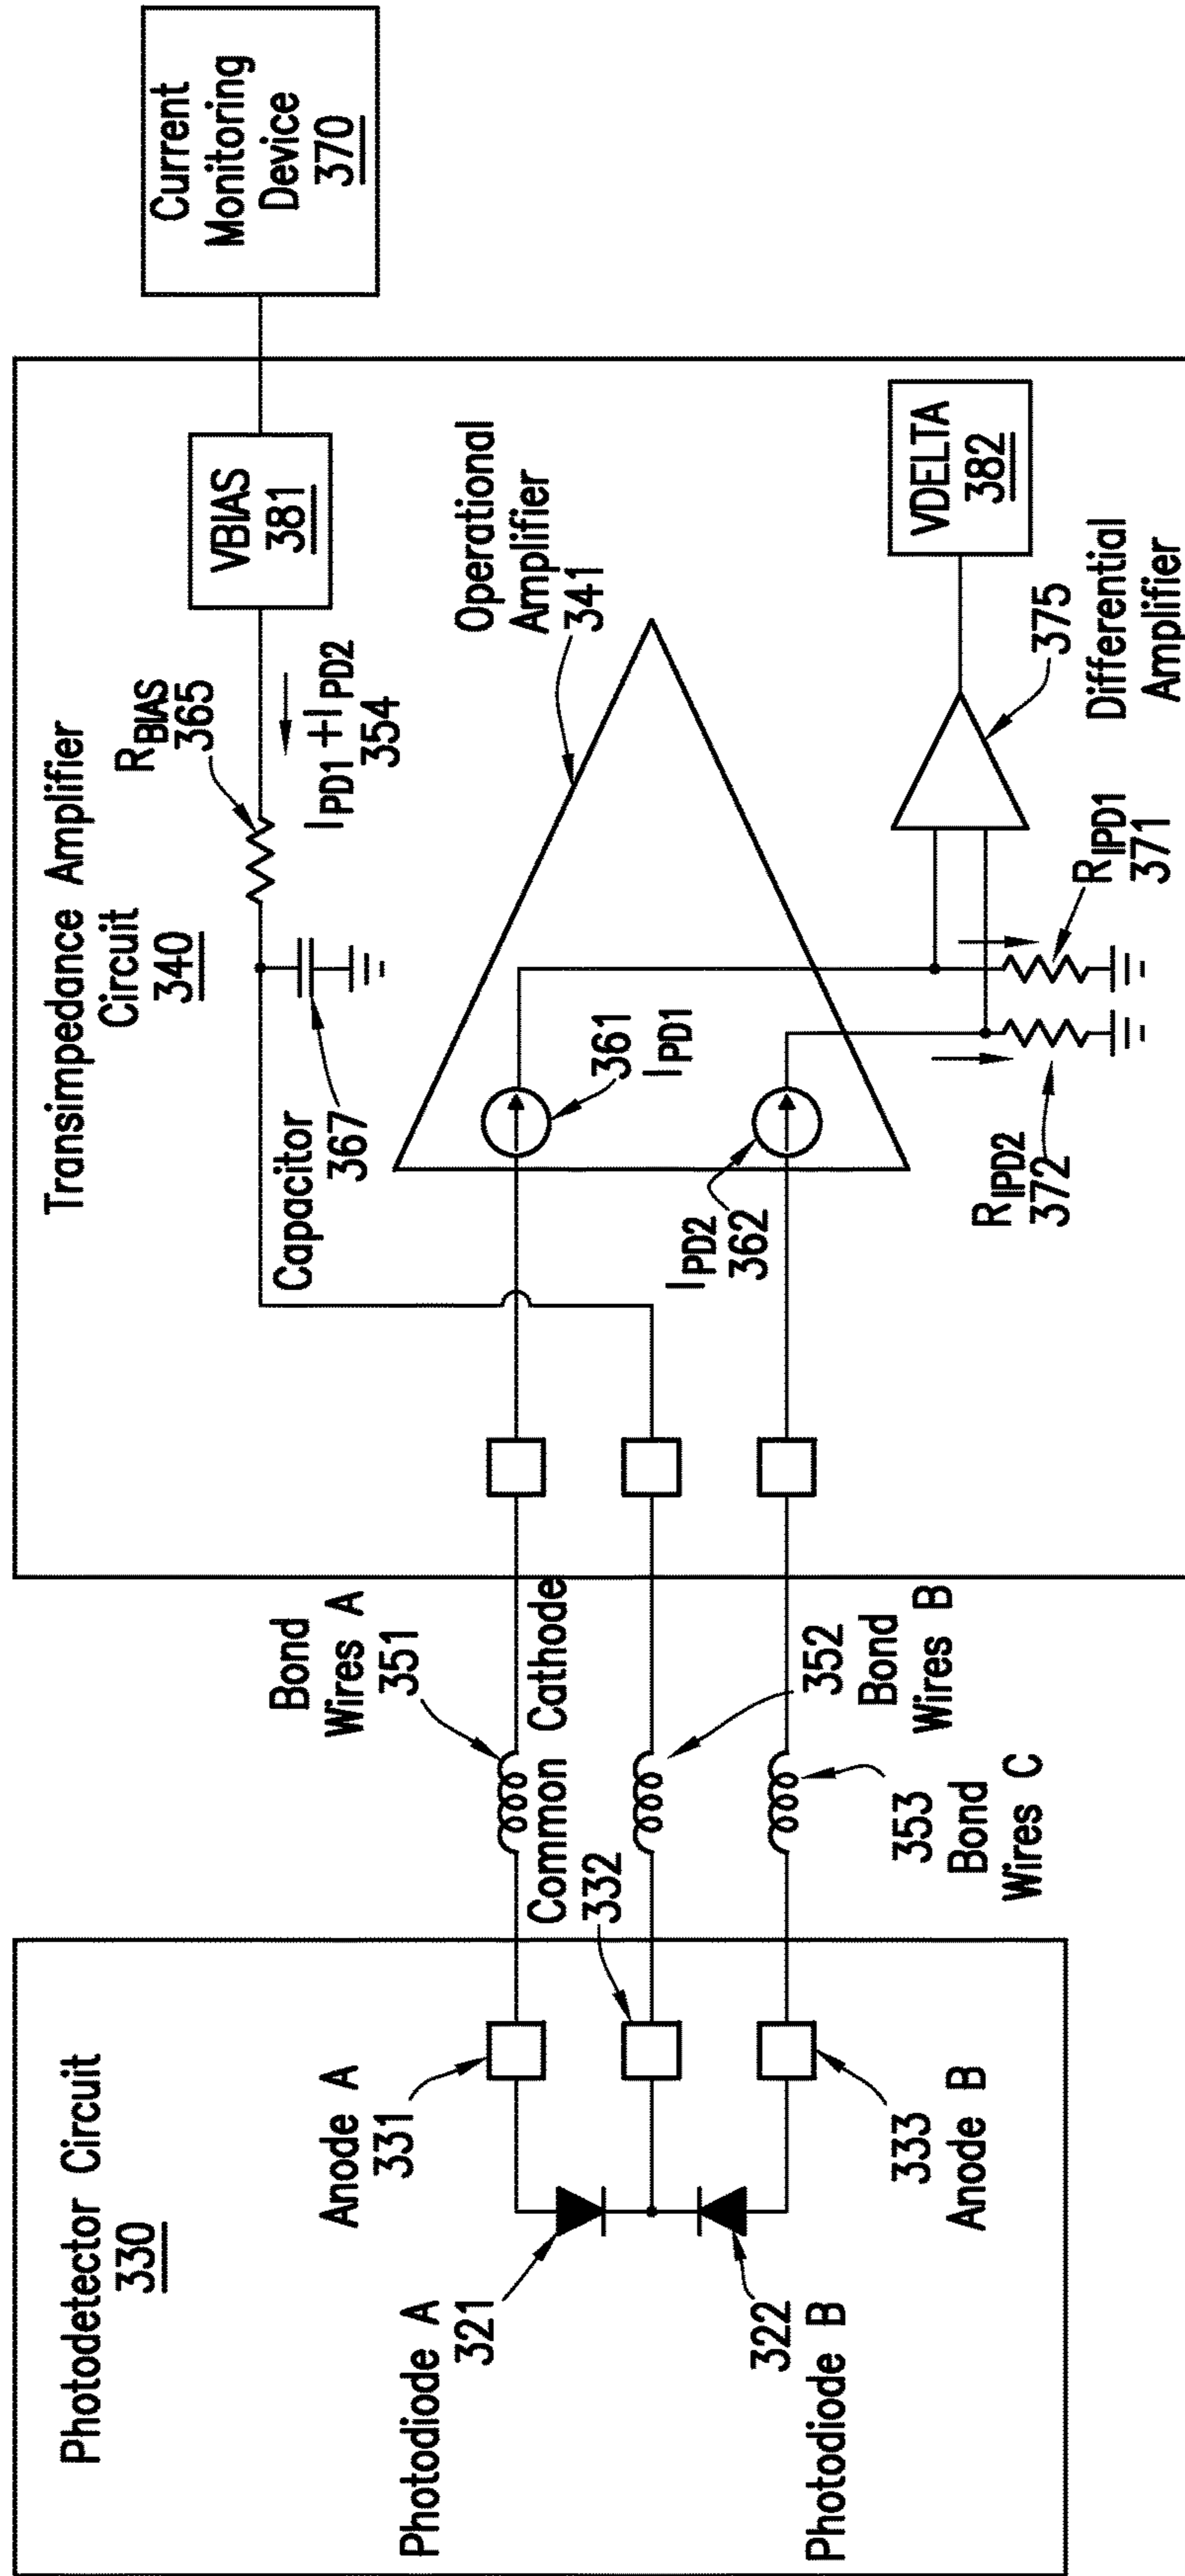 Photodetector Circuit
330
Anode A
331
Photodiode A
321
322
Photodiode B
333
Anode B
332
Common Cathode
Bond
Wires A
351
352
Bond
Wires B
353
Bond
Wires C
Transimpedance Amplifier
Circuit
340
Capacitor
367
RBIAS
365
IPD1 +IPD2
354
VBIAS
381
Current
Monitoring
Device
370
Operational
Amplifier
341
361
IPD1
IPD2
362
RIPD2
372
RIPD1
371
375
Differential
Amplifier
VDELTA
382